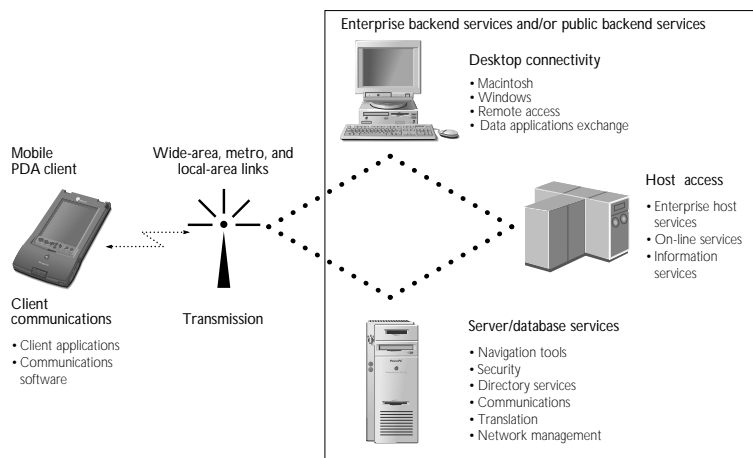 Enterprise backend services and/or public backend services
Desktop connectivity
• Macintosh
• Windows
• Remote access
• Data applications exchange
Mobile
PDA client
Wide-area, metro, and
local-area links
Host access
• Enterprise host
services
• On-line services
• Information
services
Client
communications
• Client applications
• Communications
software
Transmission
Server/database services
• Navigation tools
• Security
• Directory services
• Communications
• Translation
• Network management